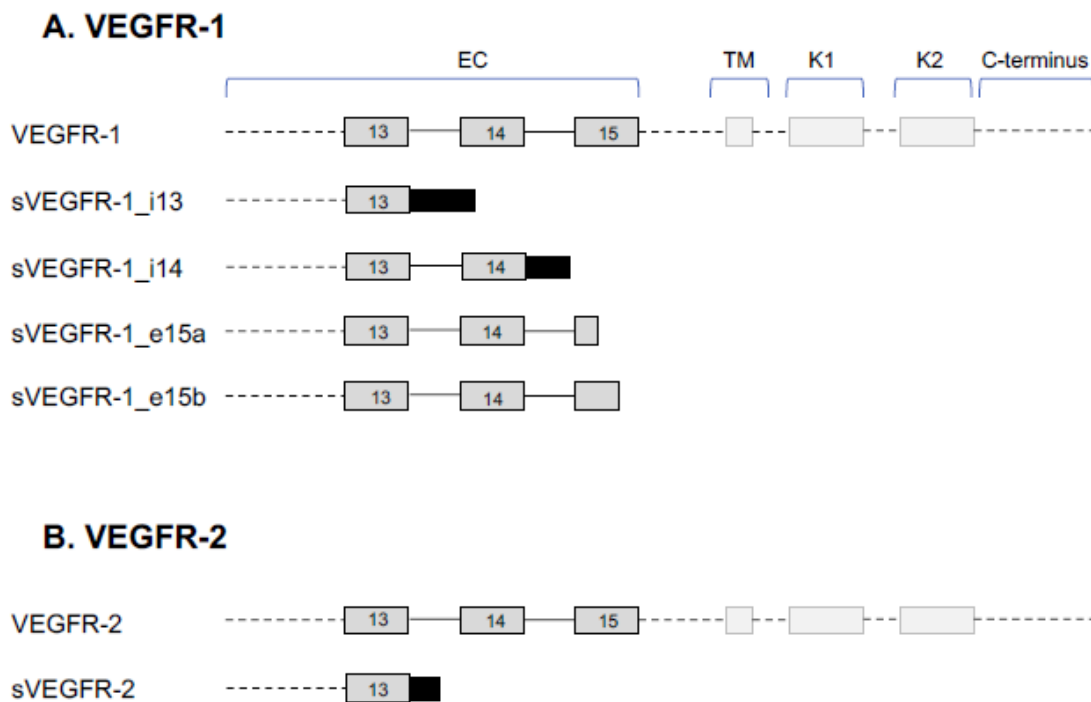 A. VEGFR-1
EC TM K1 K2 C-terminus
VEGFR-1 13 14 15
sVEGFR-1_i13 13
sVEGFR-1_i14 13 14
sVEGFR-1_e15a 13 14
sVEGFR-1_e15b 13 14
B. VEGFR-2
VEGFR-2 13 14 15
sVEGFR-2 13